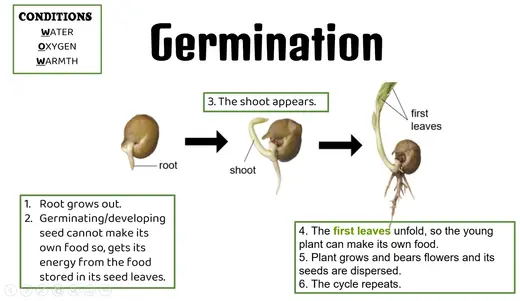 CONDITIONS
WATER
OXYGEN
WARMTH
Germination
3. The shoot appears.
first
leaves
root
shoot
1. Root grows out.
2. Germinating/developing
seed cannot make its
own food so, gets its
energy from the food
stored in its seed leaves.
4. The first leaves unfold, so the young
plant can make its own food.
5. Plant grows and bears flowers and its
seeds are dispersed.
6. The cycle repeats.